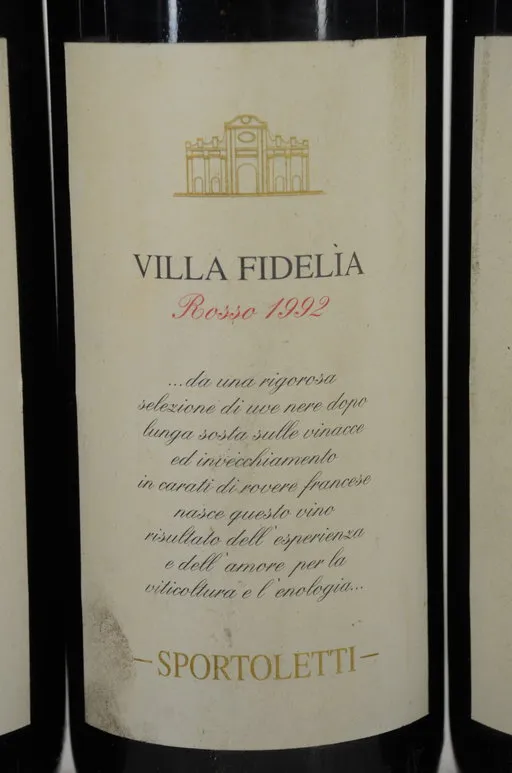 VILLA FIDELÌA
Rosso 1992
...da una rigorosa
selezione di uve nere dopo
lunga sosta sulle vinacce
ed invecchiamento
in carati di rovere francese
nasce questo vino
risultato dell'esperienza
e dell'amore per la
viticoltura e l'enologia...
-SPORTOLETTI-